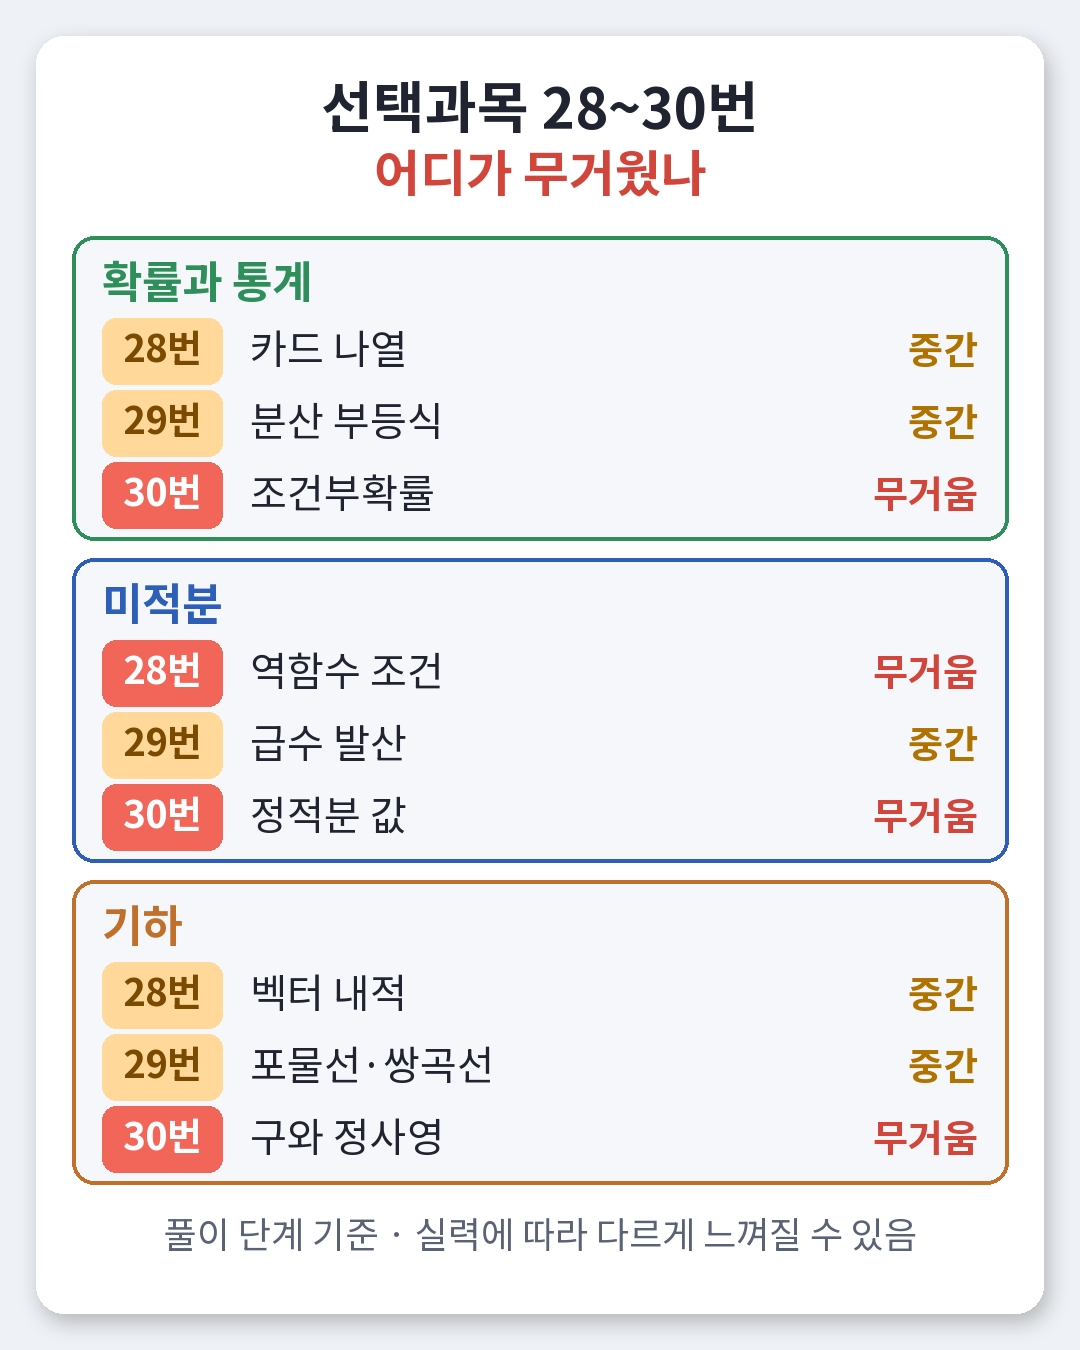 선택과목 28~30번
어디가 무거웠나
확률과 통계
28번 카드 나열 중간
29번 분산 부등식 중간
30번 조건부확률 무거움
미적분
28번 역함수 조건 무거움
29번 급수 발산 중간
30번 정적분 값 무거움
기하
28번 벡터 내적 중간
29번 포물선·쌍곡선 중간
30번 구와 정사영 무거움
풀이 단계 기준 · 실력에 따라 다르게 느껴질 수 있음